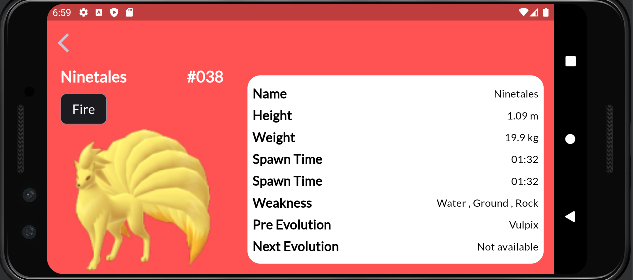 6:59
Ninetales #038
Fire
Name Ninetales
Height 1.09 m
Weight 19.9 kg
Spawn Time 01:32
Spawn Time 01:32
Weakness Water , Ground , Rock
Pre Evolution Vulpix
Next Evolution Not available